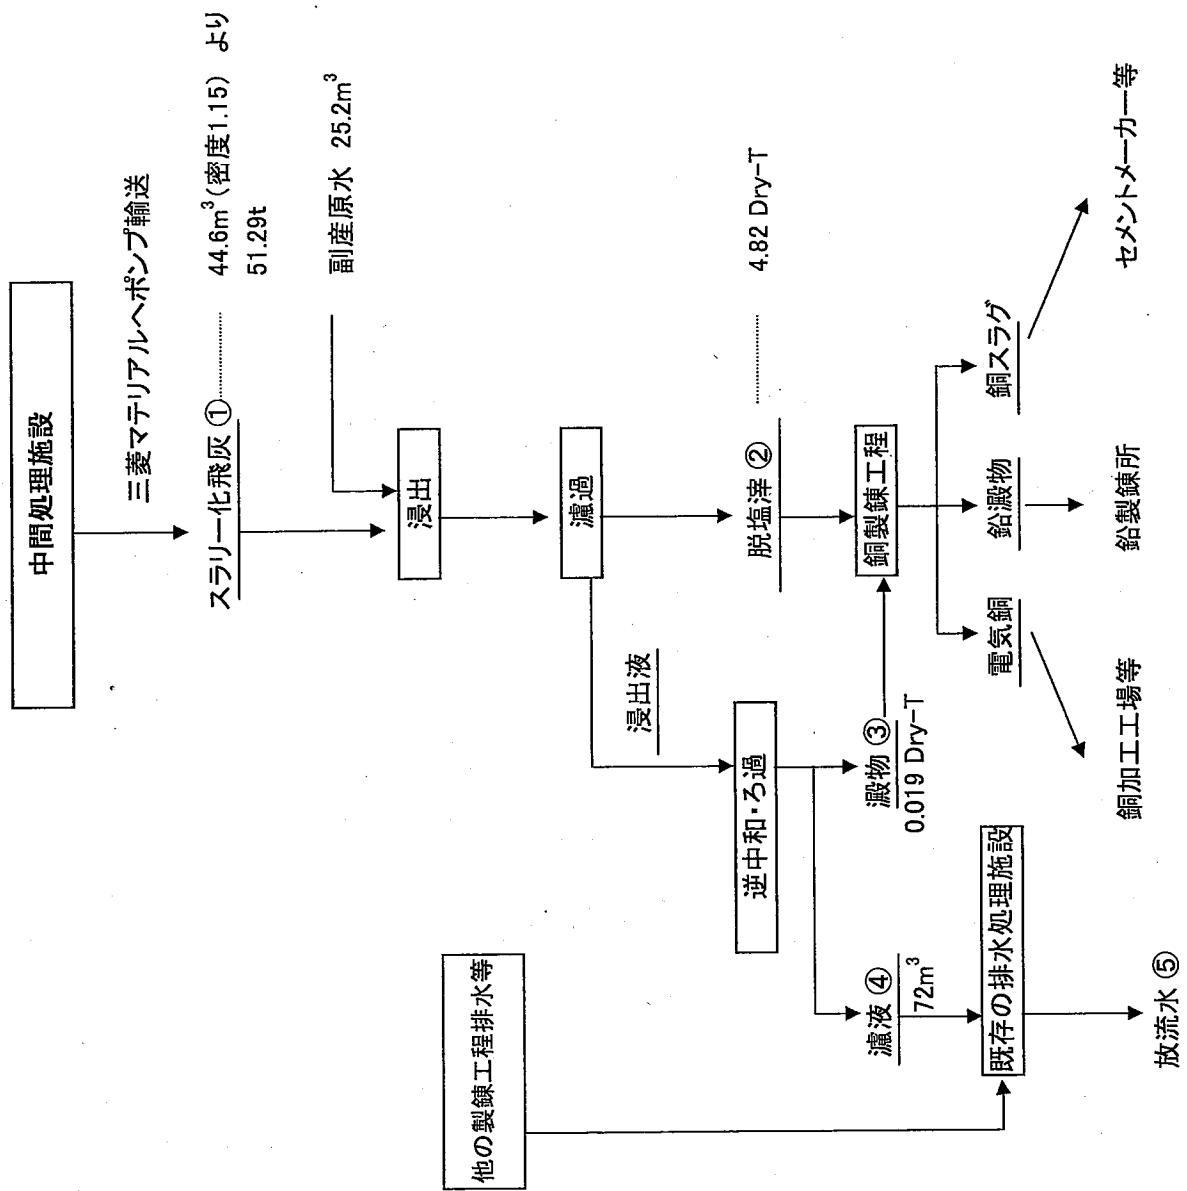 中間処理施設
三菱マテリアルへポンプ輸送
スラリー化飛灰 ①
44.6m³(密度1.15) より
51.29t
副産原水 25.2m³
浸出
濾過
浸出液
脱塩滓 ②
4.82 Dry-T
逆中和・ろ過
澱物 ③
0.019 Dry-T
銅製錬工程
他の製錬工程排水等
濾液 ④
72m³
既存の排水処理施設
放流水 ⑤
電気銅
鉛澱物
銅スラグ
銅加工工場等
鉛製錬所
セメントメーカー等